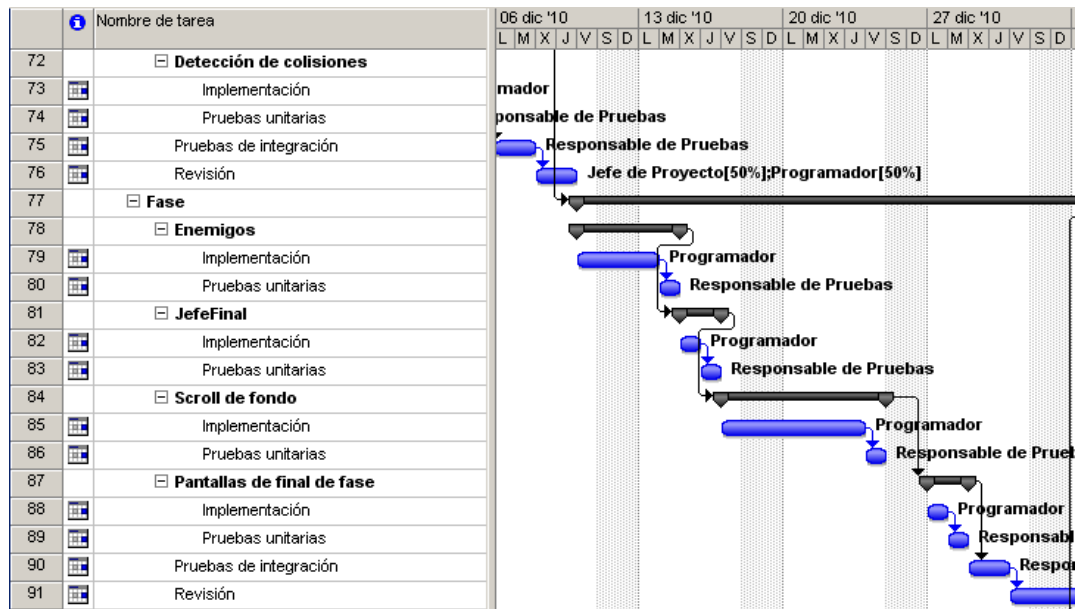 Nombre de tarea
06 dic '10 13 dic '10 20 dic '10 27 dic '10
L M X J V S D L M X J V S D L M X J V S D L M X J V S D
72 Detección de colisiones
73 Implementación mador
74 Pruebas unitarias ponsable de Pruebas
75 Pruebas de integración Responsable de Pruebas
76 Revisión Jefe de Proyecto[50%];Programador[50%]
77 Fase
78 Enemigos
79 Implementación Programador
80 Pruebas unitarias Responsable de Pruebas
81 JefeFinal
82 Implementación Programador
83 Pruebas unitarias Responsable de Pruebas
84 Scroll de fondo
85 Implementación Programador
86 Pruebas unitarias Responsable de Prueb
87 Pantallas de final de fase
88 Implementación Programador
89 Pruebas unitarias Responsabl
90 Pruebas de integración Respon
91 Revisión